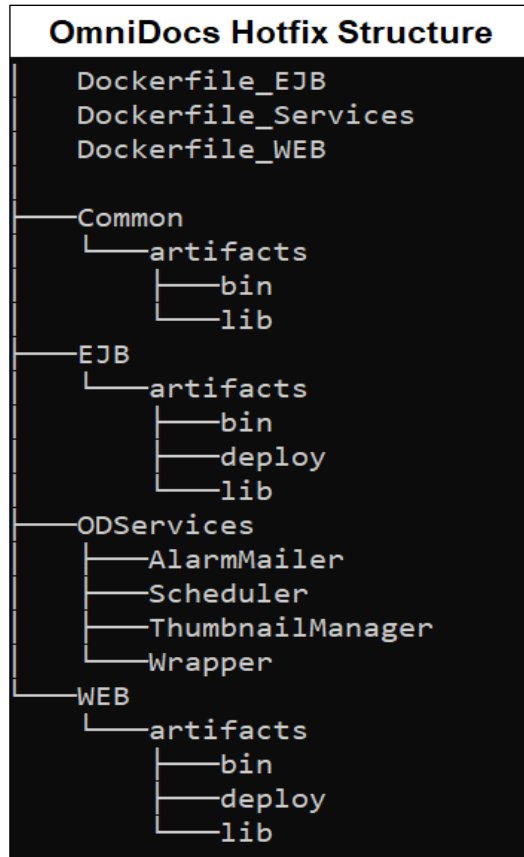 OmniDocs Hotfix Structure
Dockerfile_EJB
Dockerfile_Services
Dockerfile_WEB
Common
artifacts
bin
lib
EJB
artifacts
bin
deploy
lib
ODServices
AlarmMailer
Scheduler
ThumbnailManager
Wrapper
WEB
artifacts
bin
deploy
lib